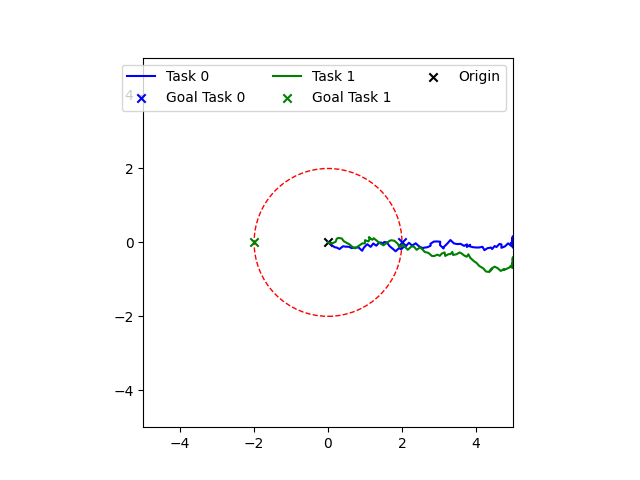 Task 0 Task 1 Origin
Goal Task 0 Goal Task 1
4
2
0
−2
−4
−4 −2 0 2 4